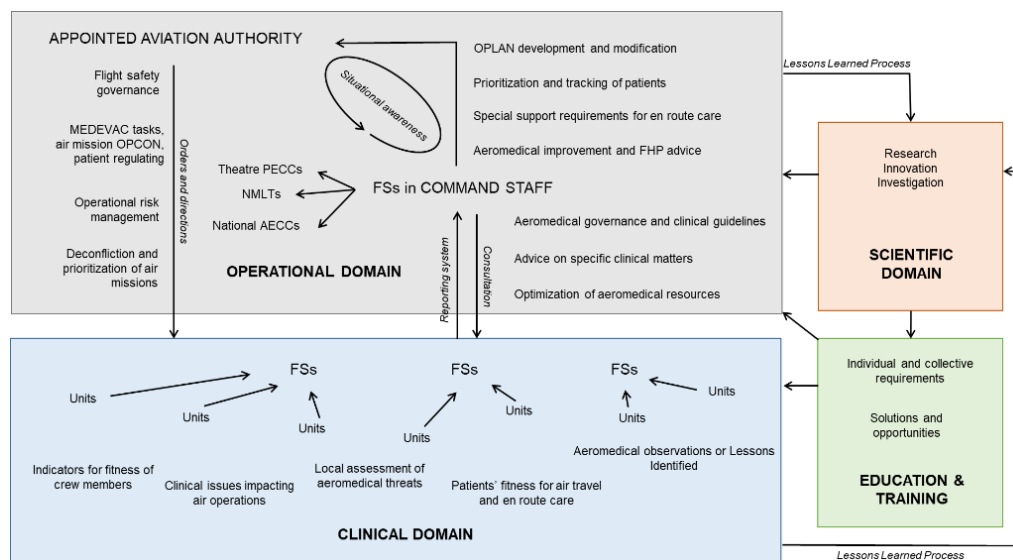 APPOINTED AVIATION AUTHORITY
Flight safety
governance
MEDEVAC tasks,
air mission OPCON,
patient regulating
Operational risk
management
Deconfliction and
prioritization of air
missions
Orders and directions
Situational awareness
OPLAN development and modification
Prioritization and tracking of patients
Special support requirements for en route care
Aeromedical improvement and FHP advice
Theatre PECCs
NMLTs
National AECCs
FSs in COMMAND STAFF
OPERATIONAL DOMAIN
Reporting system
Consultation
Aeromedical governance and clinical guidelines
Advice on specific clinical matters
Optimization of aeromedical resources
Lessons Learned Process
Research
Innovation
Investigation
SCIENTIFIC
DOMAIN
Individual and collective
requirements
Solutions and
opportunities
EDUCATION &
TRAINING
FSs
FSs
FSs
Units
Units
Units
Units
Units
Units
Units
Indicators for fitness of
crew members
Clinical issues impacting
air operations
Local assessment of
aeromedical threats
Patients' fitness for air travel
and en route care
Aeromedical observations or Lessons
Identified
CLINICAL DOMAIN
Lessons Learned Process